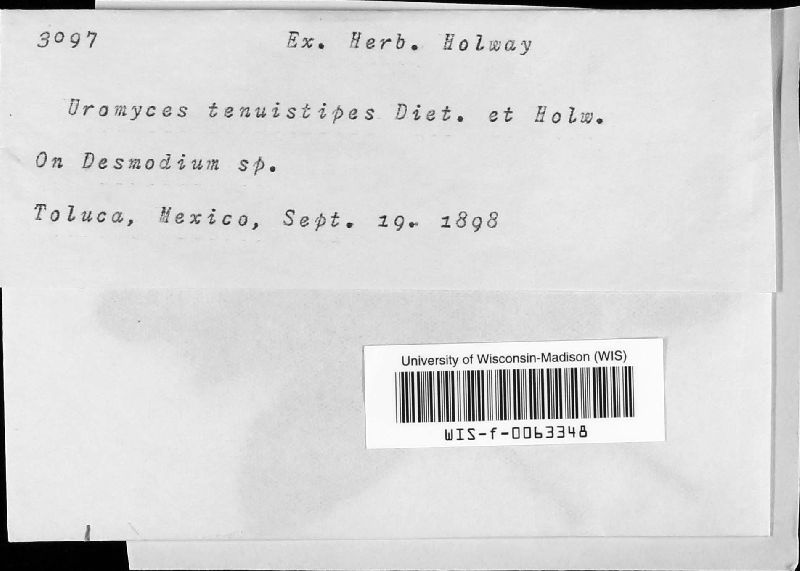 3097 Ex. Herb. Holway
Uromyces tenuistipes Diet. et Holw.
On Desmodium sp.
Toluca, Mexico, Sept. 19. 1898
University of Wisconsin-Madison (WIS)
WIS-f-0063348